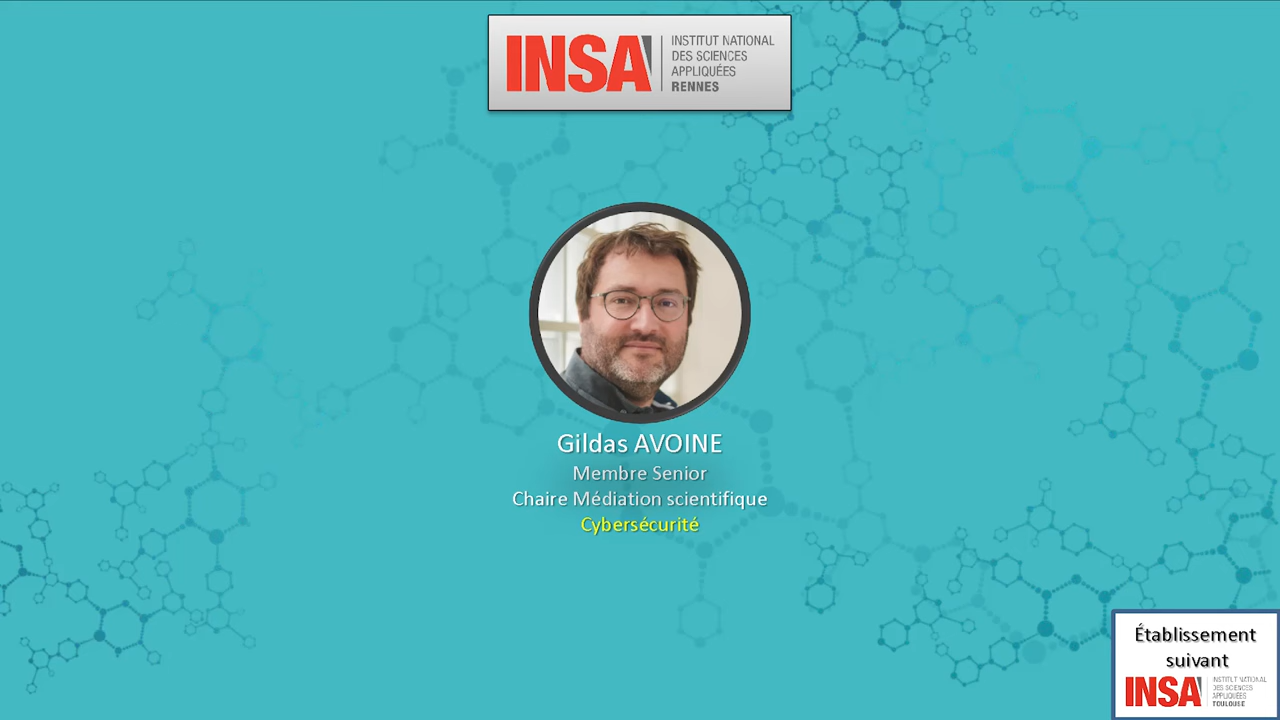 INSA
INSTITUT NATIONAL
DES SCIENCES
APPLIQUÉES
RENNES
Gildas AVOINE
Membre Senior
Chaire Médiation scientifique
Cybersécurité
Établissement
suivant
INSA
INSTITUT NATIONAL
DES SCIENCES
APPLIQUÉES
TOULOUSE